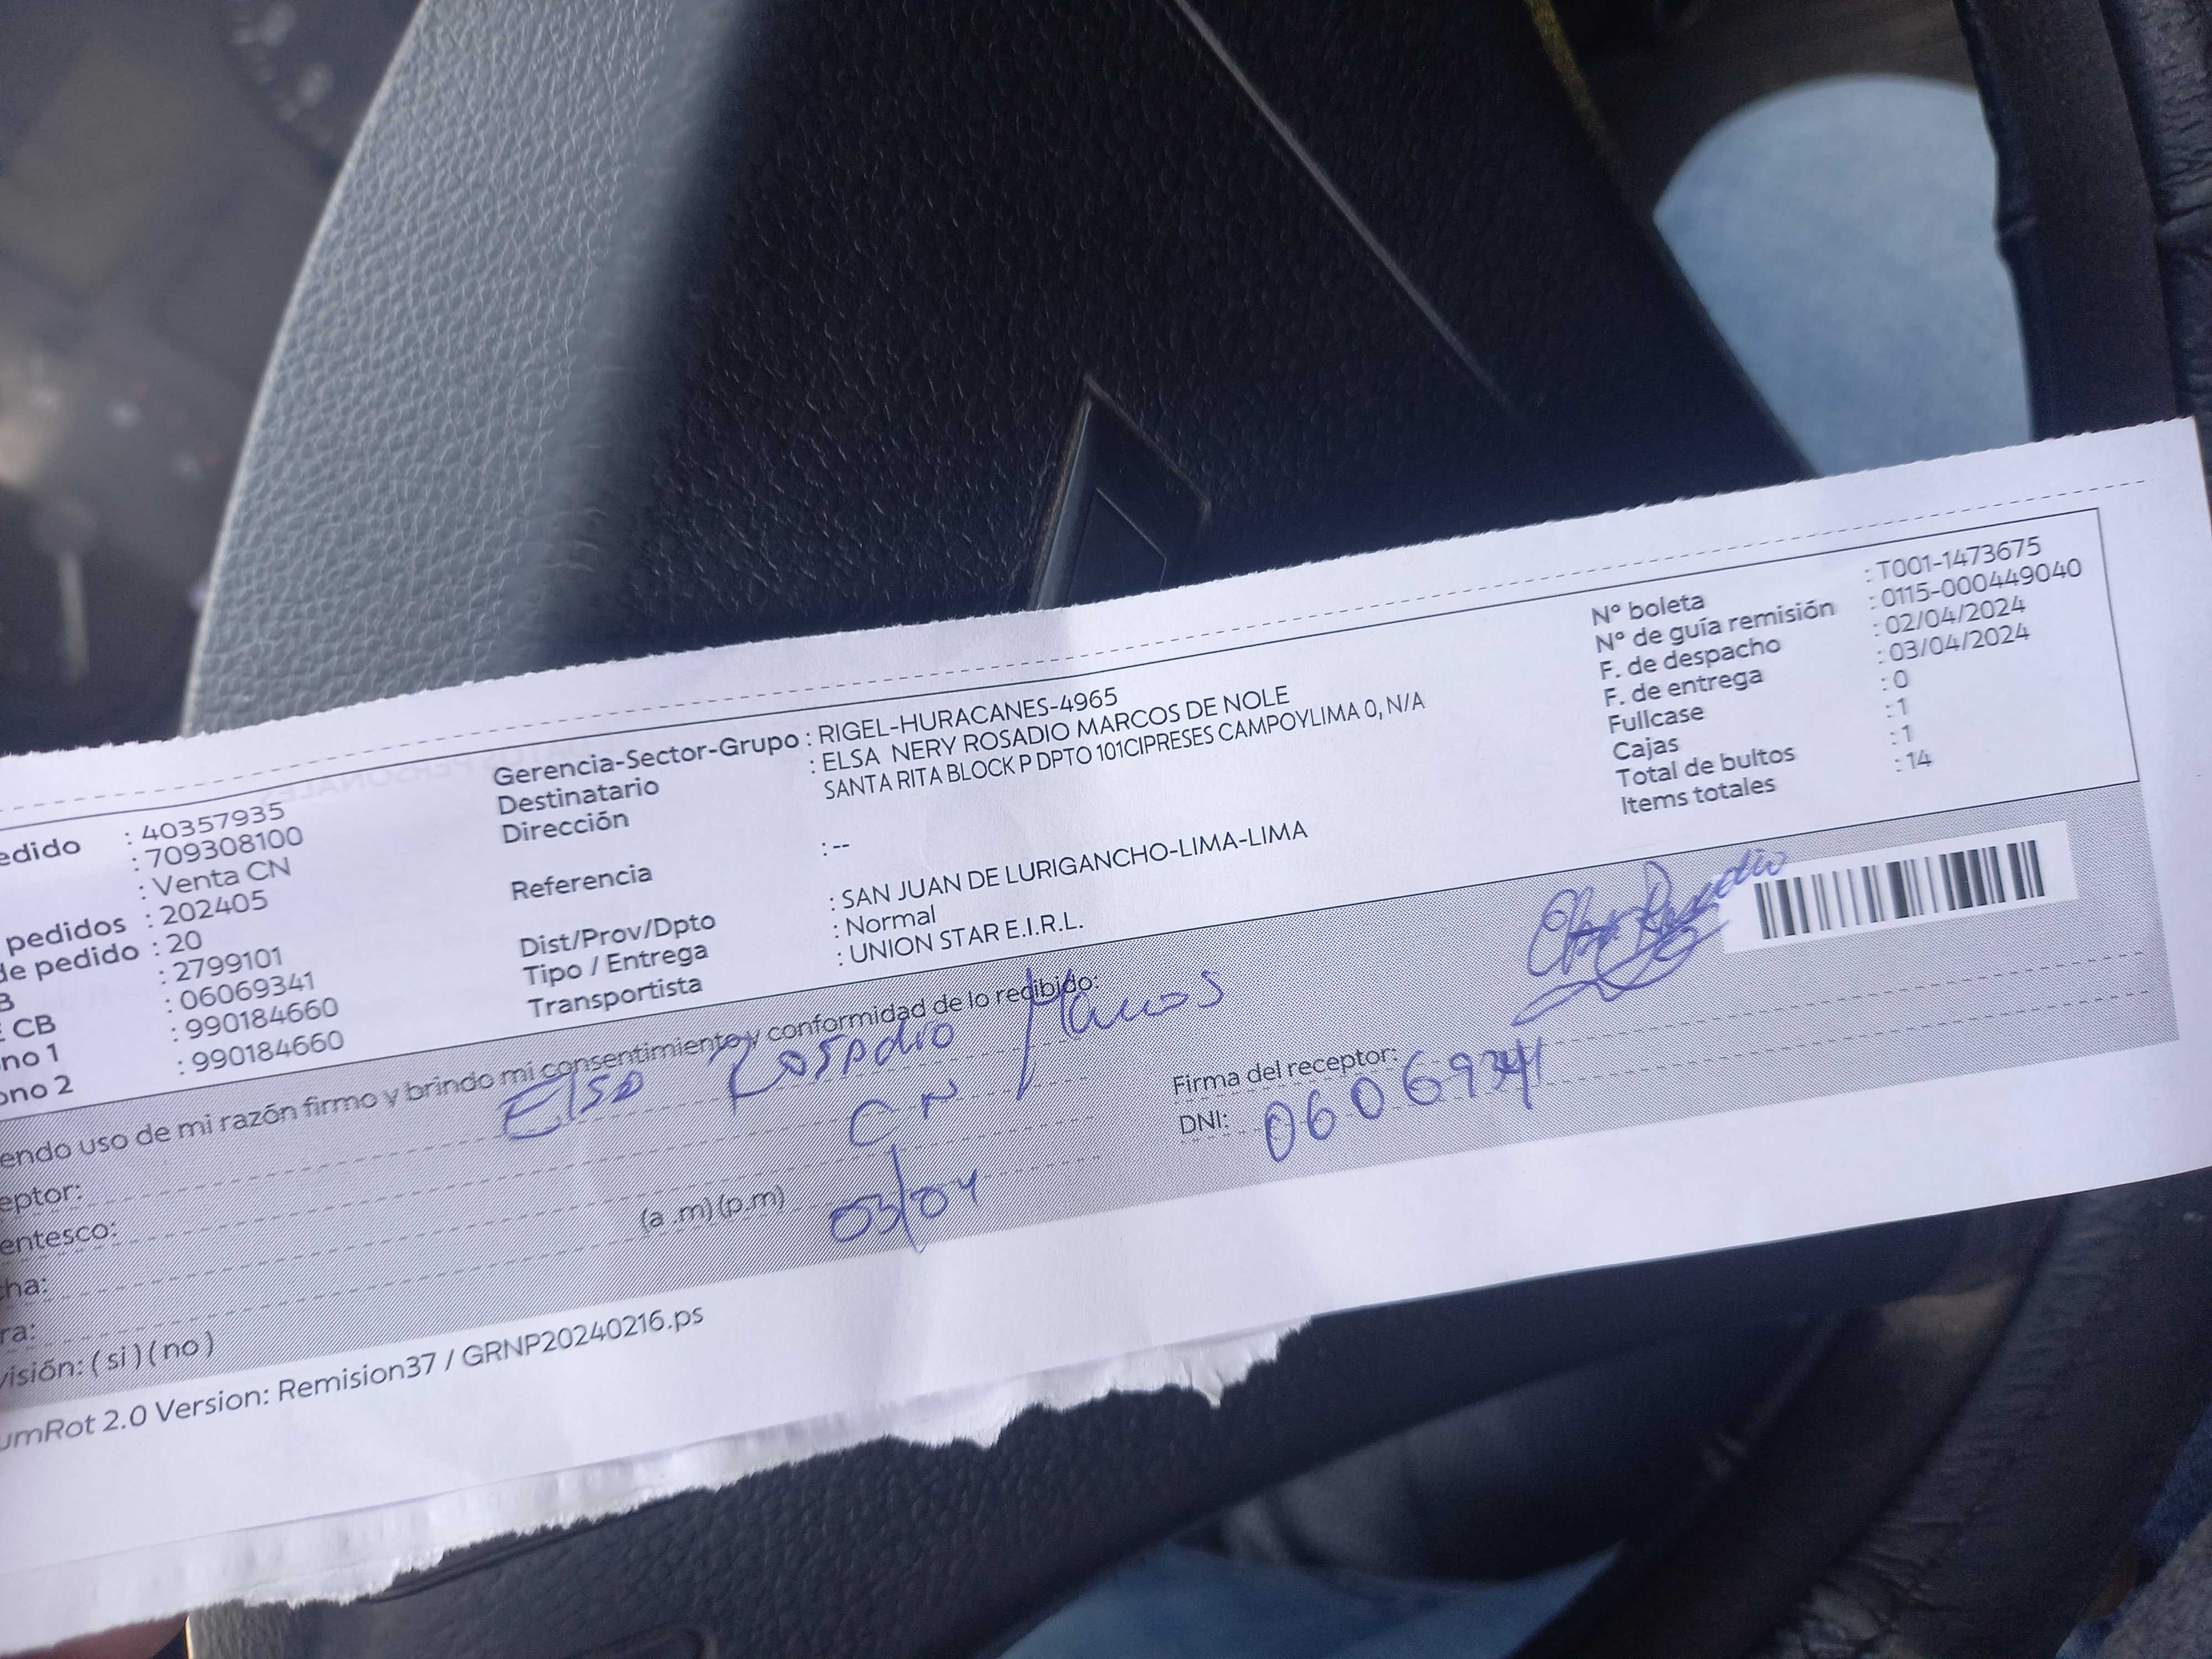 edido : 40357935
: 709308100
: Venta CN
pedidos : 202405
de pedido : 20
B : 2799101
CB : 06069341
no 1 : 990184660
ono 2 : 990184660
Gerencia-Sector-Grupo : RIGEL-HURACANES-4965
Destinatario : ELSA NERY ROSADIO MARCOS DE NOLE
Dirección SANTA RITA BLOCK P DPTO 101CIPRESES CAMPOYLIMA 0, N/A
Referencia : --
Dist/Prov/Dpto : SAN JUAN DE LURIGANCHO-LIMA-LIMA
Tipo / Entrega : Normal
Transportista : UNION STAR E.I.R.L.
N° boleta : T001-1473675
N° de guía remisión : 0115-000449040
F. de despacho : 02/04/2024
F. de entrega : 03/04/2024
Fullcase : 0
Cajas : 1
Total de bultos : 1
Items totales : 14
endo uso de mi razón firmo y brindo mi consentimiento y conformidad de lo recibido:
eptor: Elsa Rosadio Marcos
entesco: CN
cha: 03/04
ra: (a .m) (p.m)
visión: ( si ) ( no )
Firma del receptor: Elsa Rosadio
DNI: 06069341
umRot 2.0 Version: Remision37 / GRNP20240216.ps